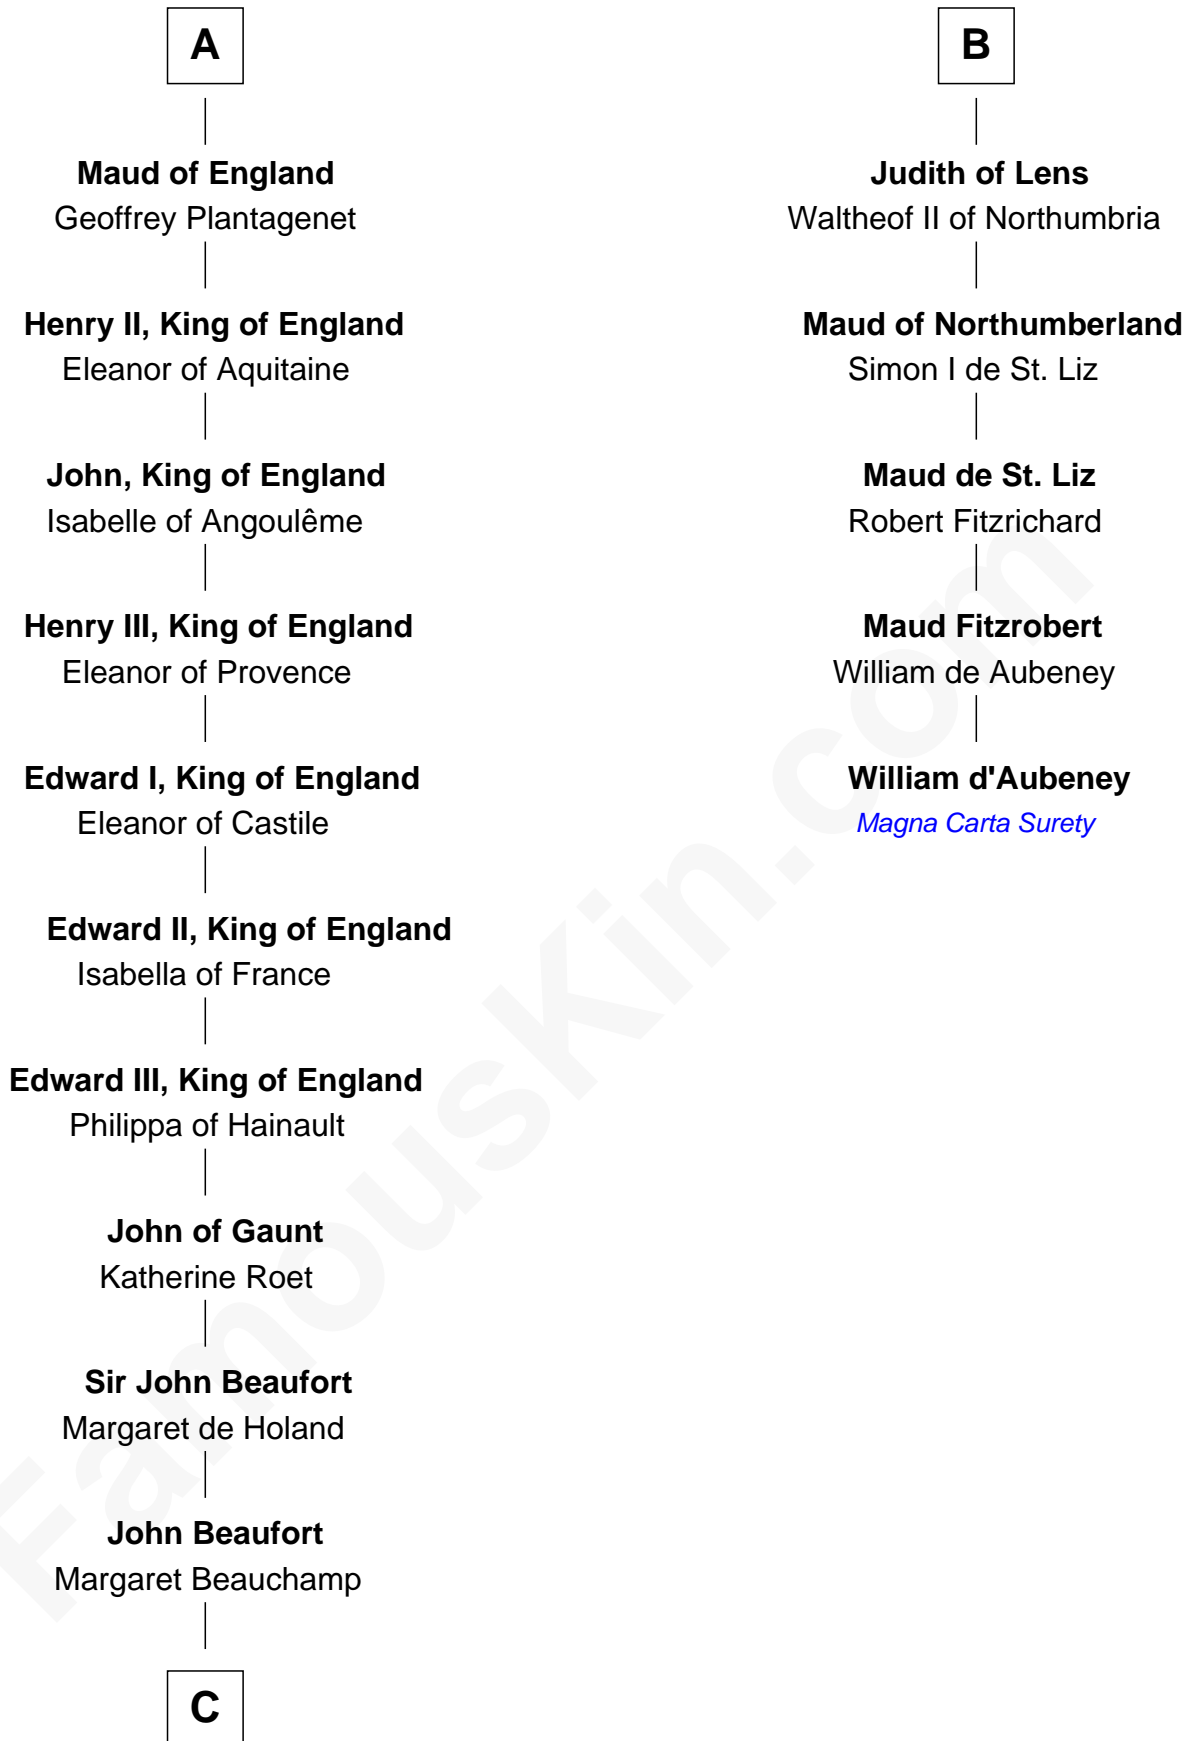 A
Maud of England
Geoffrey Plantagenet
Henry II, King of England
Eleanor of Aquitaine
John, King of England
Isabelle of Angoulême
Henry III, King of England
Eleanor of Provence
Edward I, King of England
Eleanor of Castile
Edward II, King of England
Isabella of France
Edward III, King of England
Philippa of Hainault
John of Gaunt
Katherine Roet
Sir John Beaufort
Margaret de Holand
John Beaufort
Margaret Beauchamp
C
B
Judith of Lens
Waltheof II of Northumbria
Maud of Northumberland
Simon I de St. Liz
Maud de St. Liz
Robert Fitzrichard
Maud Fitzrobert
William de Aubeney
William d'Aubeney
Magna Carta Surety
FamousKin.com